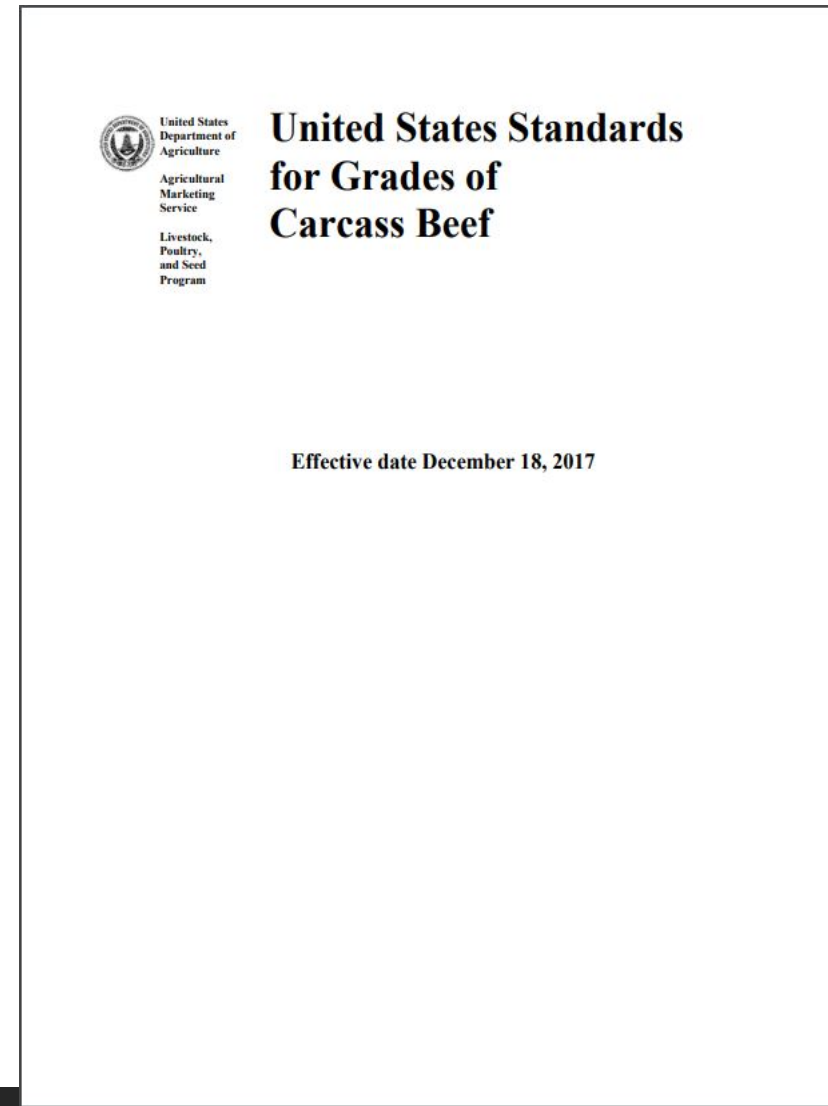 United States
Department of
Agriculture
Agricultural
Marketing
Service
Livestock,
Poultry,
and Seed
Program
United States Standards
for Grades of
Carcass Beef
Effective date December 18, 2017